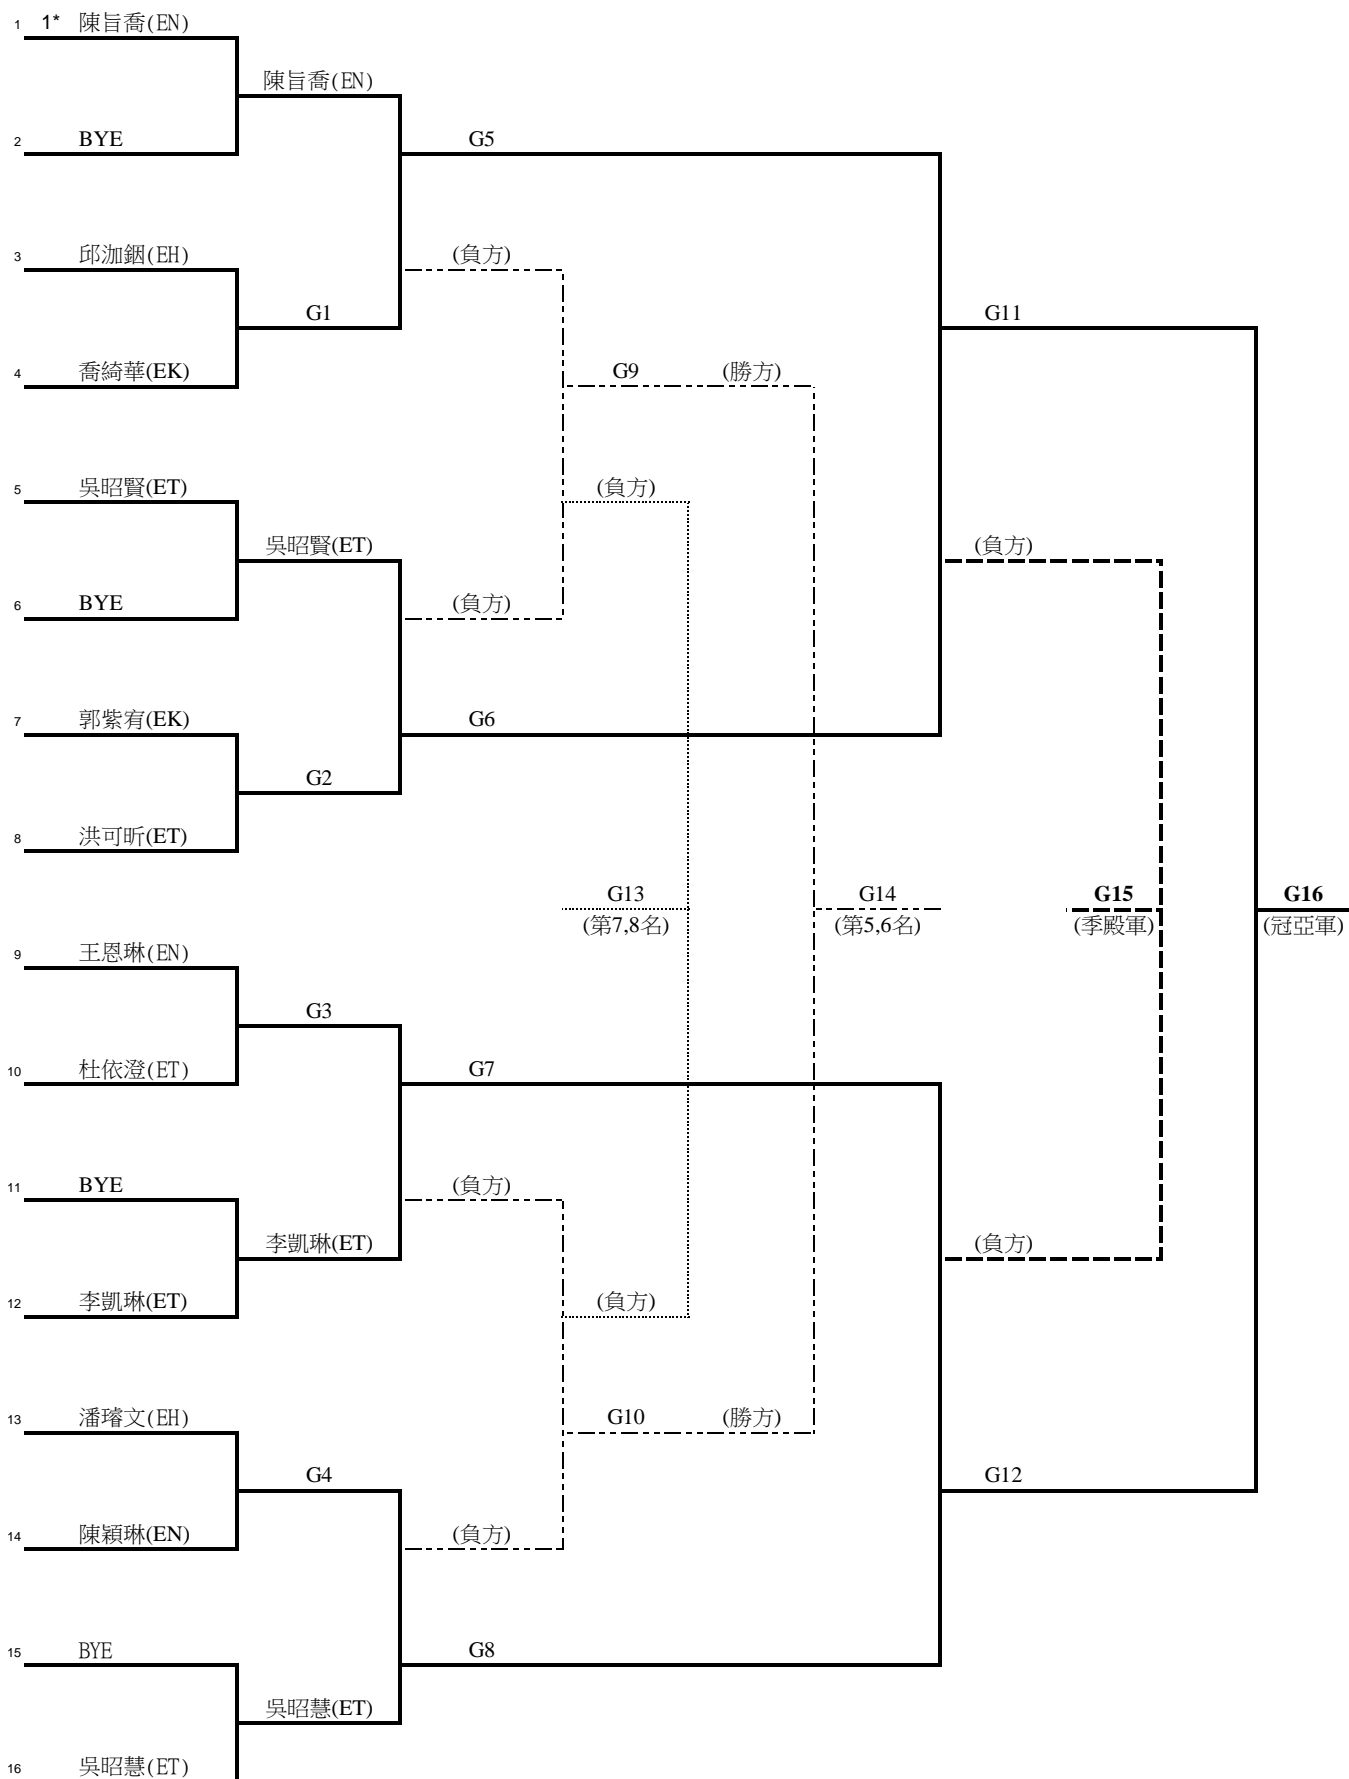 1 1* 陳旨喬(EN)
陳旨喬(EN)
2 BYE
G5
3 邱泇鈱(EH)
(負方)
G1
G11
4 喬綺華(EK)
G9 (勝方)
5 吳昭賢(ET)
(負方)
吳昭賢(ET)
(負方)
6 BYE
(負方)
7 郭紫宥(EK)
G6
G2
8 洪可昕(ET)
G13
(第7,8名)
G14
(第5,6名)
G15
(季殿軍)
G16
(冠亞軍)
9 王恩琳(EN)
G3
10 杜依澄(ET)
G7
11 BYE
(負方)
李凱琳(ET)
(負方)
12 李凱琳(ET)
(負方)
13 潘璿文(EH)
G10 (勝方)
G4
G12
14 陳穎琳(EN)
(負方)
15 BYE
G8
吳昭慧(ET)
16 吳昭慧(ET)